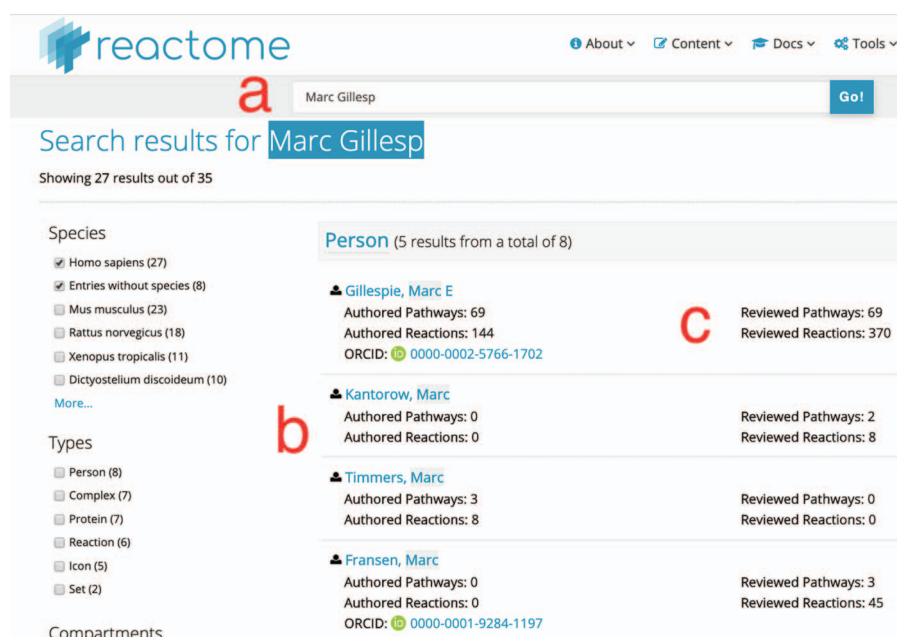 reactome
About Content Docs Tools
a
Marc Gillesp Go!
Search results for Marc Gillesp
Showing 27 results out of 35
Species
Homo sapiens (27)
Entries without species (8)
Mus musculus (23)
Rattus norvegicus (18)
Xenopus tropicalis (11)
Dictyostelium discoideum (10)
More...
Types
Person (8)
Complex (7)
Protein (7)
Reaction (6)
Icon (5)
Set (2)
Compartments
Person (5 results from a total of 8)
Gillespie, Marc E
Authored Pathways: 69 Reviewed Pathways: 69
Authored Reactions: 144 Reviewed Reactions: 370
ORCID: iD 0000-0002-5766-1702
c
b
Kantorow, Marc
Authored Pathways: 0 Reviewed Pathways: 2
Authored Reactions: 0 Reviewed Reactions: 8
Timmers, Marc
Authored Pathways: 3 Reviewed Pathways: 0
Authored Reactions: 8 Reviewed Reactions: 0
Fransen, Marc
Authored Pathways: 0 Reviewed Pathways: 3
Authored Reactions: 0 Reviewed Reactions: 45
ORCID: iD 0000-0001-9284-1197